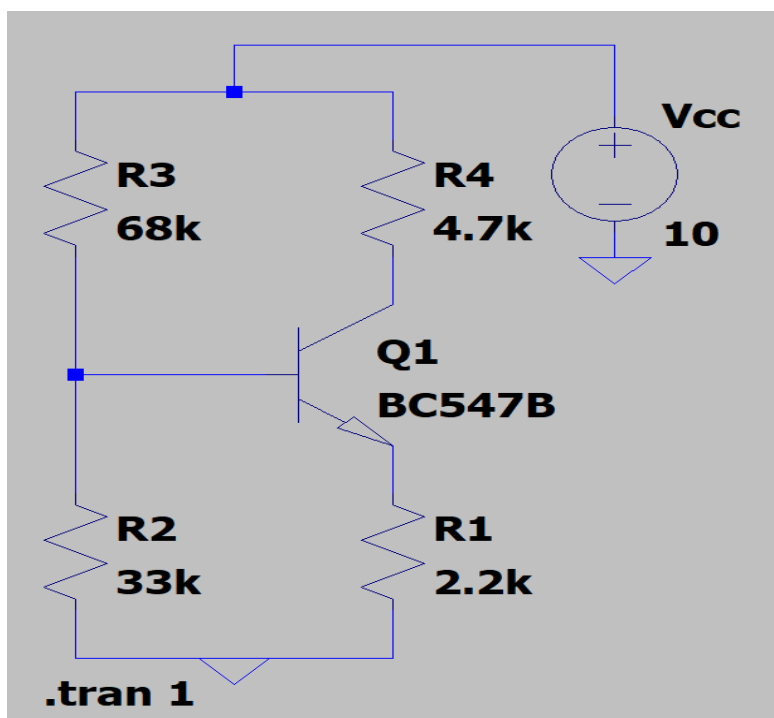 Vcc
+
R3
R4
68k
4.7k
10
Q1
BC547B
R2
R1
33k
2.2k
.tran 1